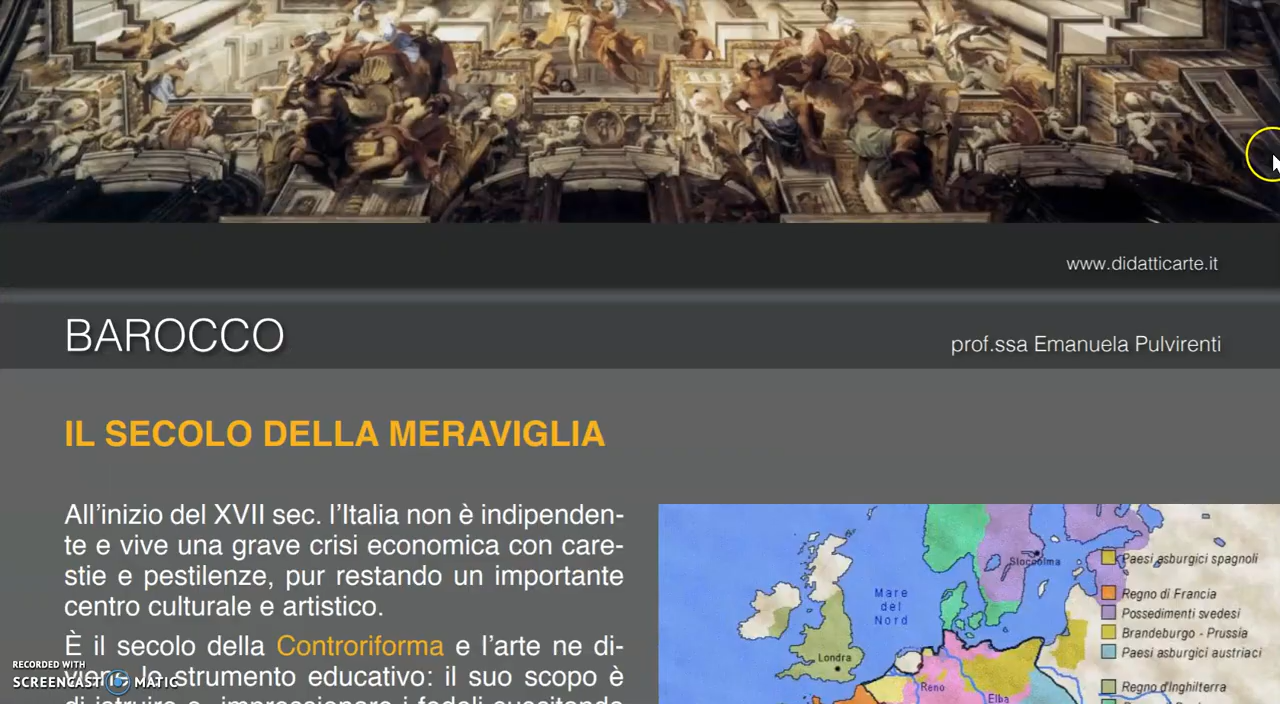 www.didatticarte.it
BAROCCO
prof.ssa Emanuela Pulvirenti
IL SECOLO DELLA MERAVIGLIA
All'inizio del XVII sec. l'Italia non è indipenden-
te e vive una grave crisi economica con care-
stie e pestilenze, pur restando un importante
centro culturale e artistico.
È il secolo della Controriforma e l'arte ne di-
lo strumento educativo: il suo scopo è
i fedeli suscitando
RECORDED WITH
SCREENCAST MATIC
Stoccolma
Mare
del
Nord
Londra
Reno
Elba
Paesi asburgici spagnoli
Regno di Francia
Possedimenti svedesi
Brandeburgo - Prussia
Paesi asburgici austriaci
Regno d'Inghilterra